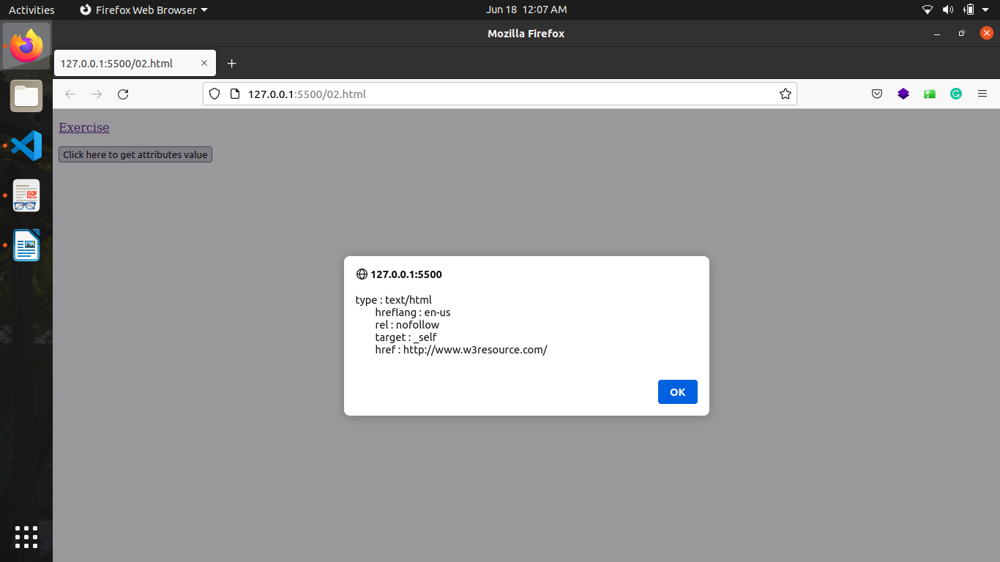 Activities
Firefox Web Browser
Jun 18 12:07 AM
Mozilla Firefox
127.0.0.1:5500/02.html
127.0.0.1:5500/02.html
Exercise
Click here to get attributes value
127.0.0.1:5500
type : text/html
hreflang : en-us
rel : nofollow
target : _self
href : http://www.w3resource.com/
OK